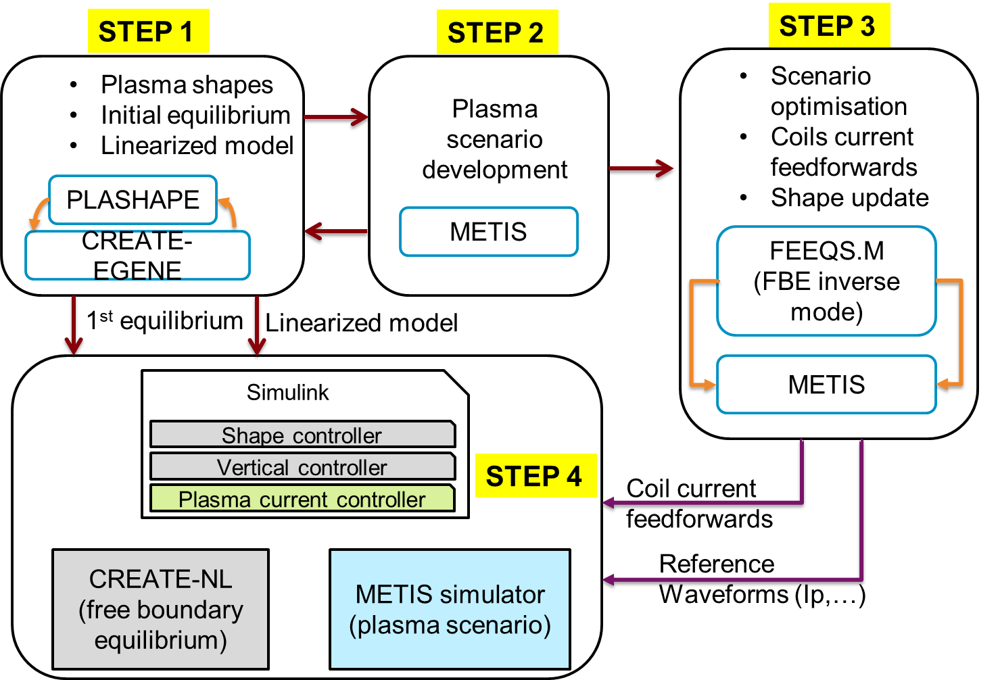 STEP 1
• Plasma shapes
• Initial equilibrium
• Linearized model
PLASHAPE
CREATE-
EGENE
STEP 2
Plasma
scenario
development
METIS
STEP 3
• Scenario
optimisation
• Coils current
feedforwards
• Shape update
FEEQS.M
(FBE inverse
mode)
METIS
1st equilibrium
Linearized model
Simulink
Shape controller
Vertical controller
Plasma current controller
STEP 4
CREATE-NL
(free boundary
equilibrium)
METIS simulator
(plasma scenario)
Coil current
feedforwards
Reference
Waveforms (Ip,…)